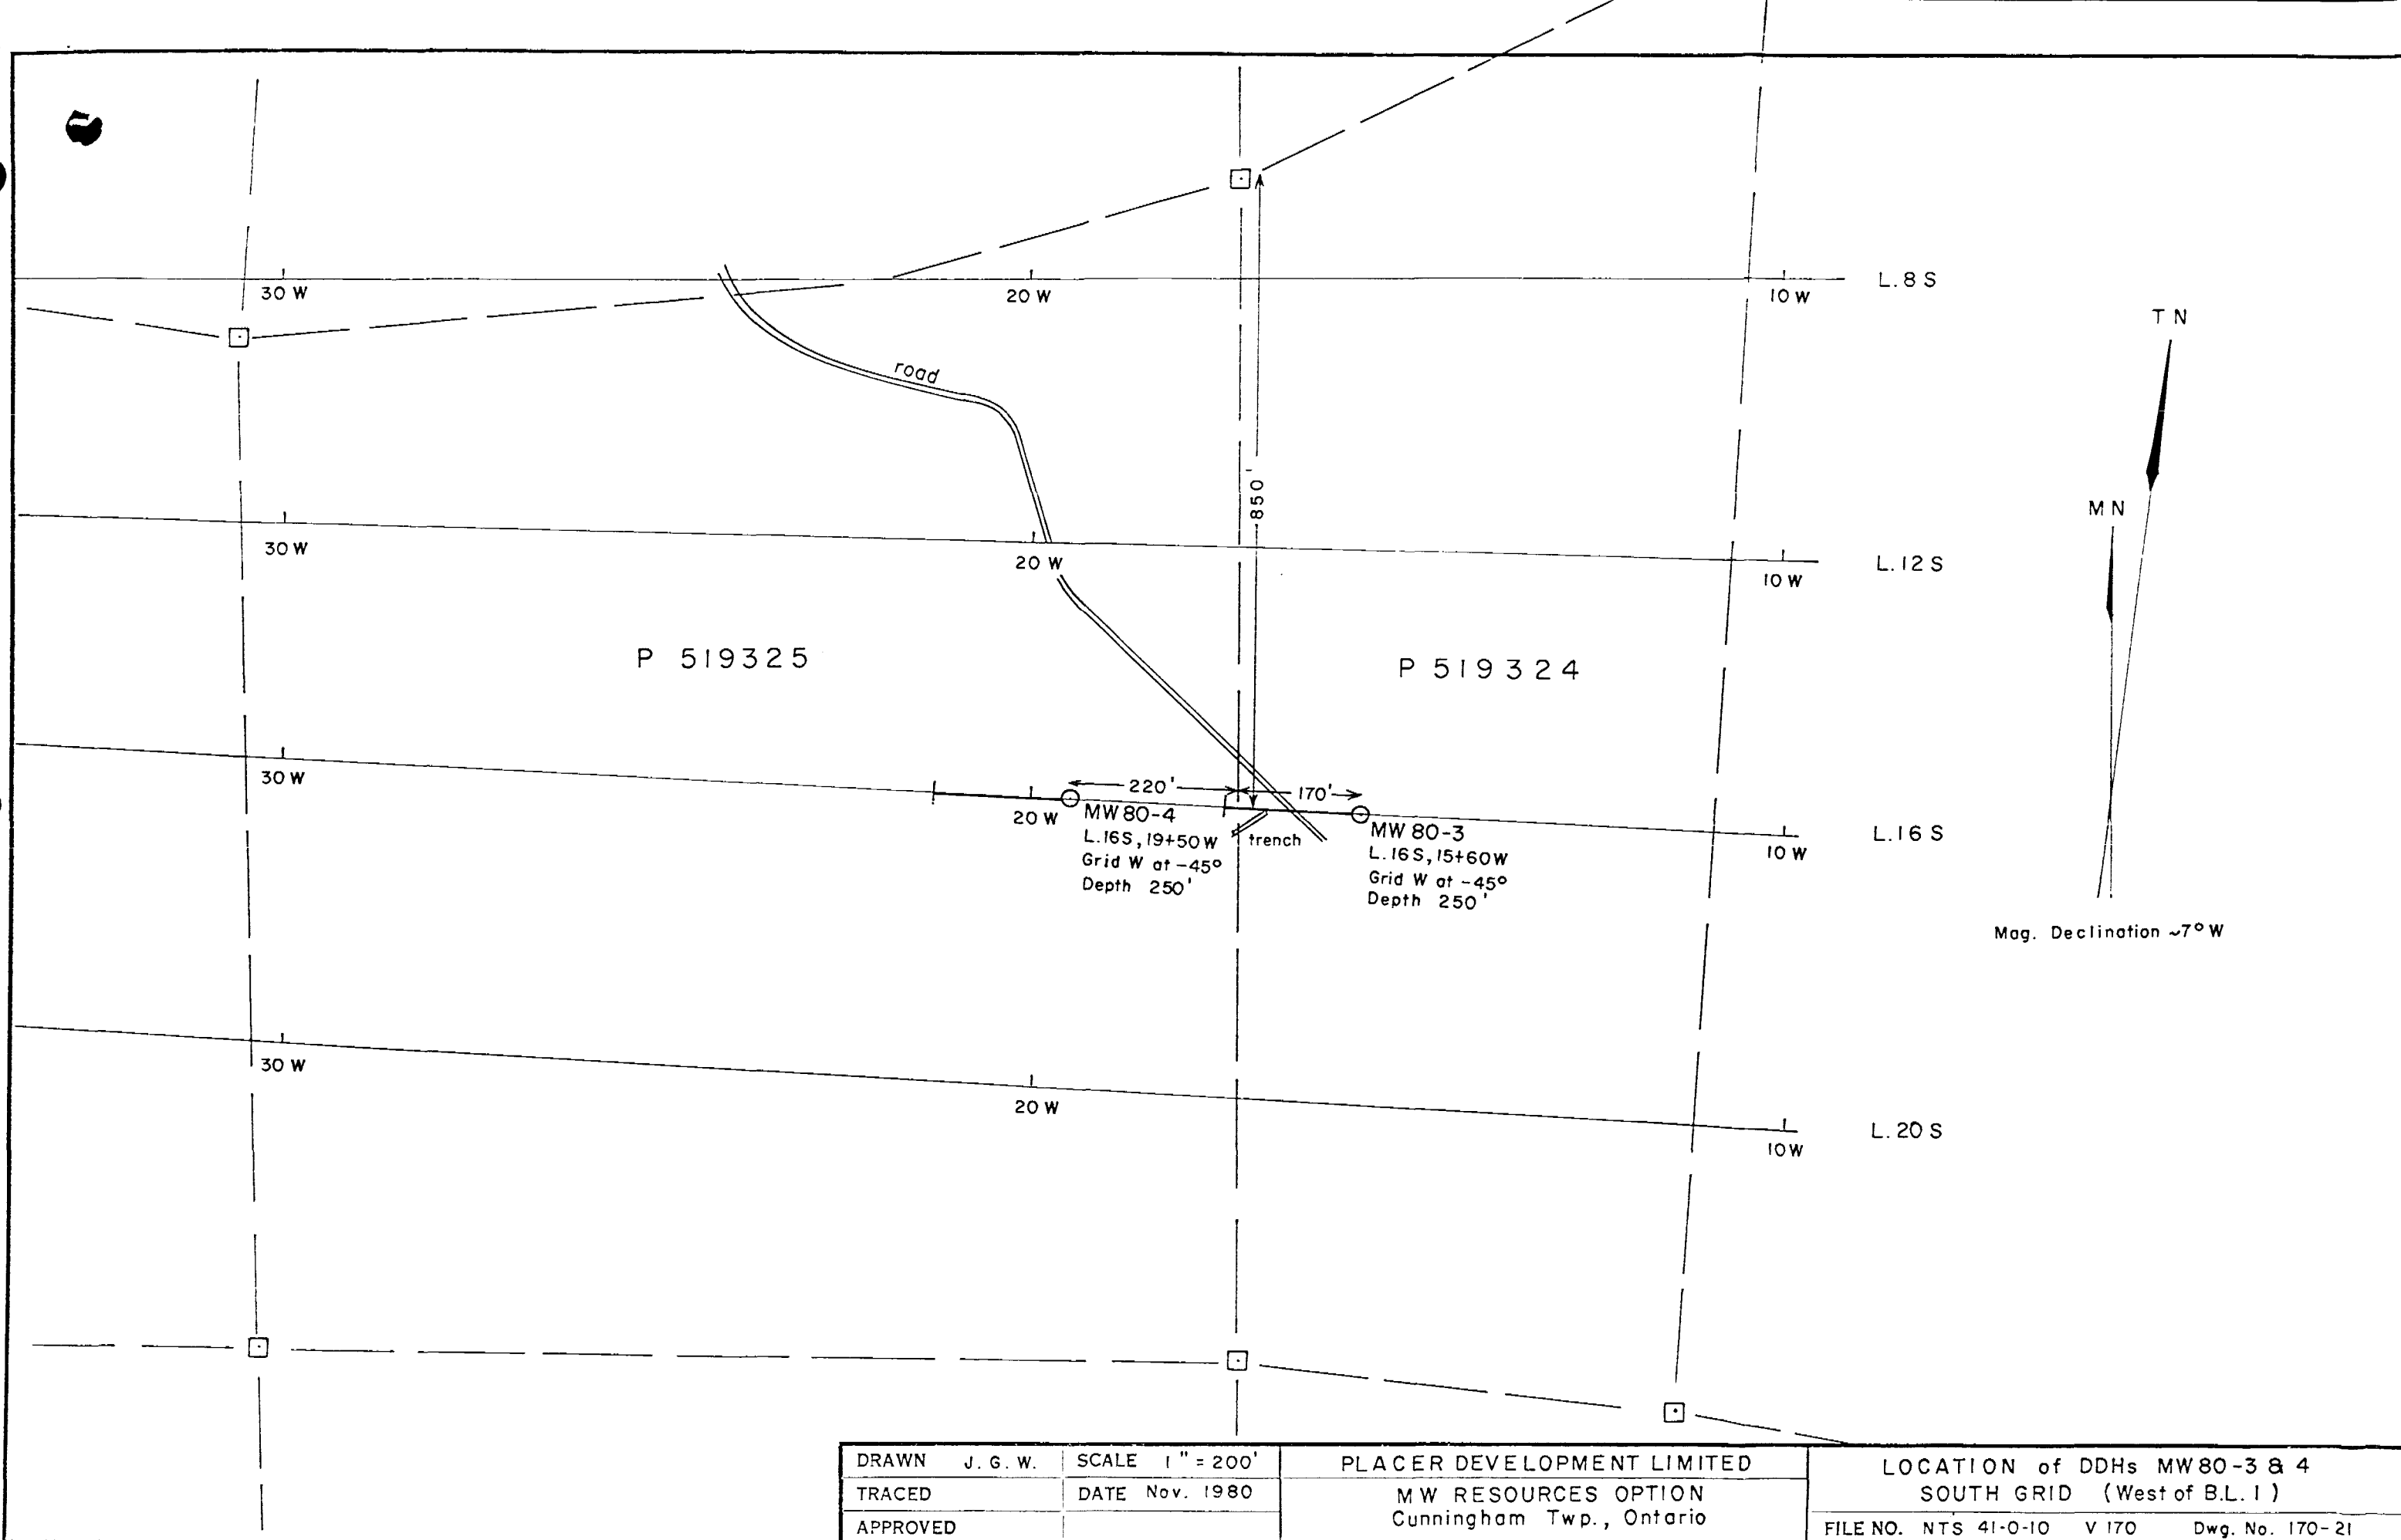 30 W
20 W
10 W
L.8 S
T N
road
850'
M N
30 W
20 W
10 W
L.12 S
P 519325
P 519324
30 W
20 W
220'
170'
MW 80-4
L.16S, 19+50W
Grid W at -45°
Depth 250'
trench
MW 80-3
L.16S, 15+60W
Grid W at -45°
Depth 250'
10 W
L.16 S
Mag. Declination ~7° W
30 W
20 W
10 W
L. 20 S
DRAWN J. G. W.
TRACED
APPROVED
SCALE 1" = 200'
DATE Nov. 1980
PLACER DEVELOPMENT LIMITED
MW RESOURCES OPTION
Cunningham Twp., Ontario
LOCATION of DDHs MW 80-3 & 4
SOUTH GRID (West of B.L. 1)
FILE NO. NTS 41-0-10 V 170 Dwg. No. 170-21